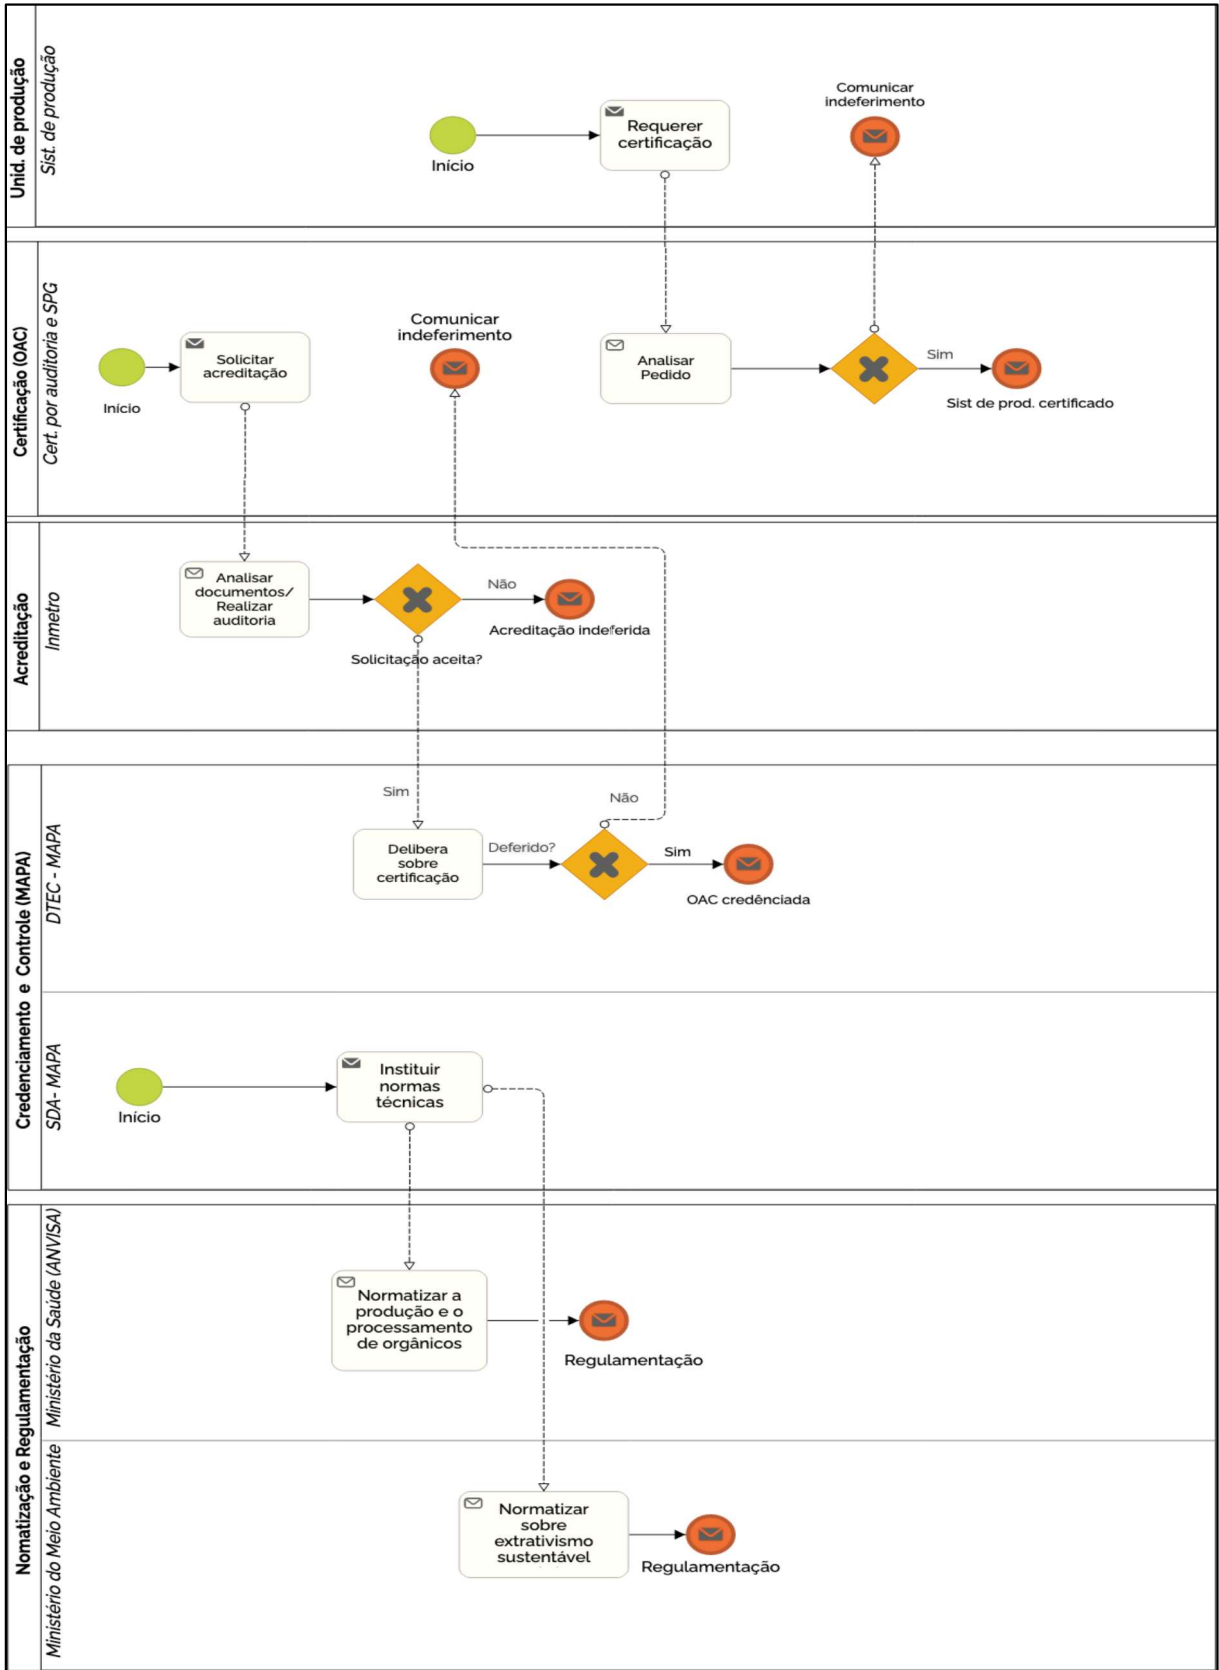 Unid. de produção
Sist. de produção
Início
Requerer
certificação
Comunicar
indeferimento
Certificação (OAC)
Cert. por auditoria e SPG
Início
Solicitar
acreditação
Comunicar
indeferimento
Analisar
Pedido
Sim
Sist de prod. certificado
Acreditação
Inmetro
Analisar
documentos/
Realizar
auditoria
Solicitação aceita?
Não
Acreditação indeferida
Credenciamento e Controle (MAPA)
DTEC - MAPA
Sim
Delibera
sobre
certificação
Deferido?
Não
Sim
OAC credênciada
SDA- MAPA
Início
Instituir
normas
técnicas
Nomatização e Regulamentação
Ministério da Saúde (ANVISA)
Normatizar a
produção e o
processamento
de orgânicos
Regulamentação
Ministério do Meio Ambiente
Normatizar
sobre
extrativismo
sustentável
Regulamentação